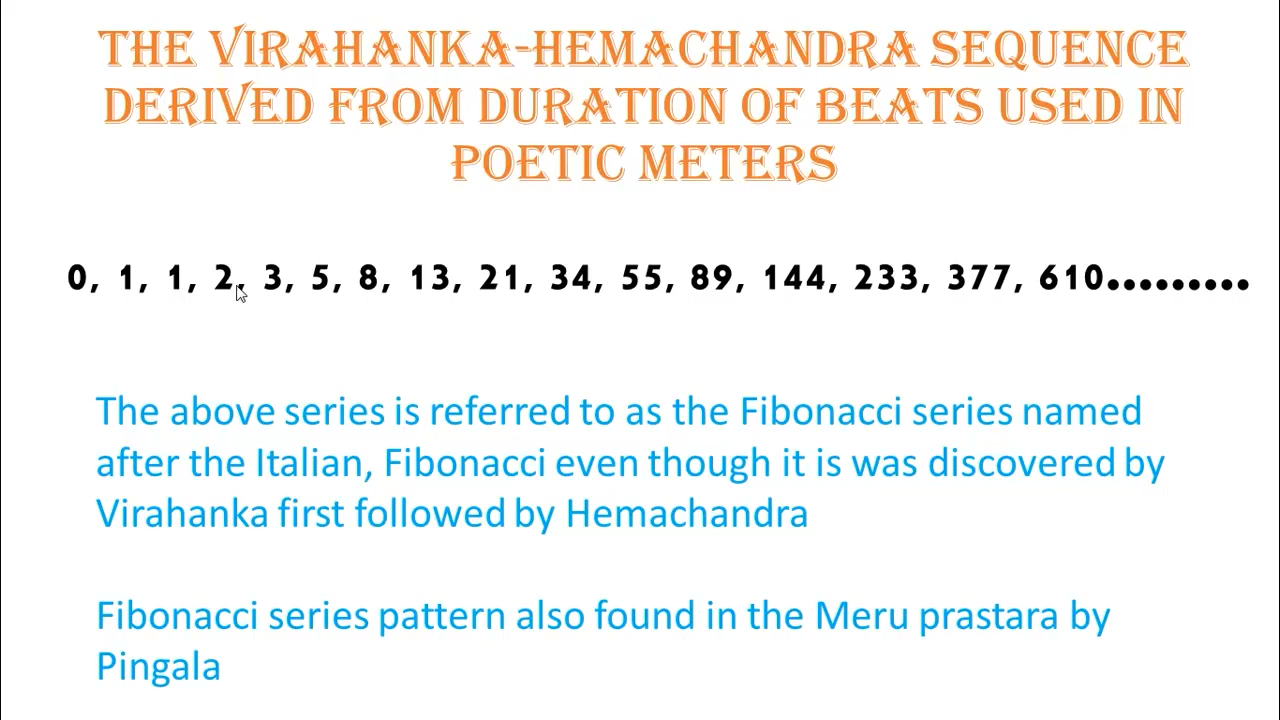 THE VIRAHANKA-HEMACHANDRA SEQUENCE
DERIVED FROM DURATION OF BEATS USED IN
POETIC METERS
0, 1, 1, 2, 3, 5, 8, 13, 21, 34, 55, 89, 144, 233, 377, 610.........
The above series is referred to as the Fibonacci series named
after the Italian, Fibonacci even though it is was discovered by
Virahanka first followed by Hemachandra
Fibonacci series pattern also found in the Meru prastara by
Pingala